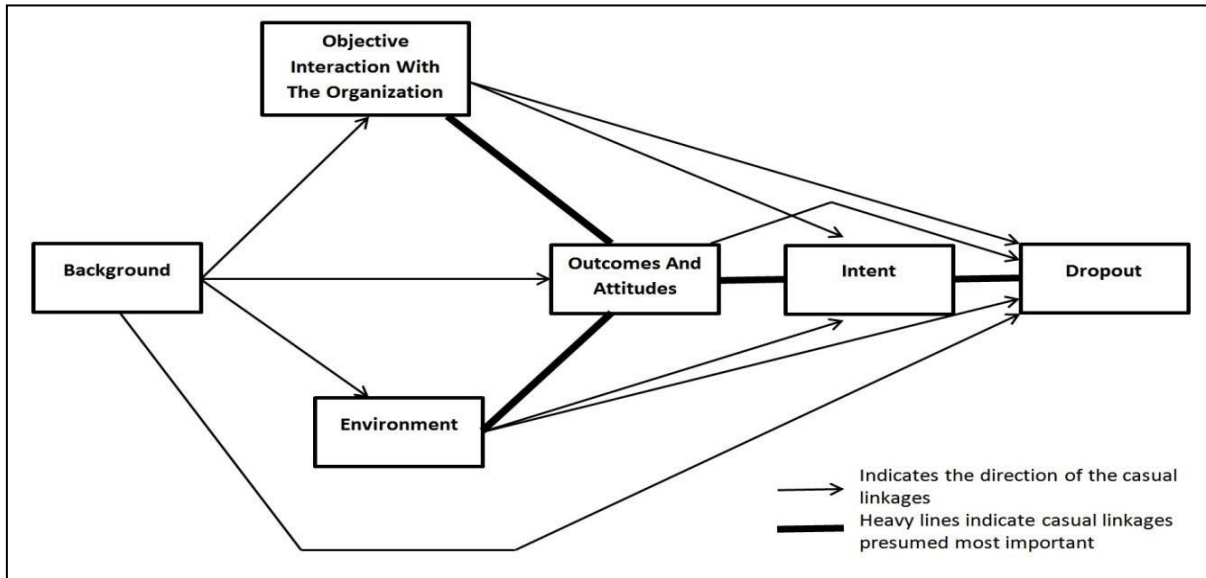 Objective
Interaction With
The Organization
Background
Outcomes And
Attitudes
Intent
Dropout
Environment
Indicates the direction of the casual
linkages
Heavy lines indicate casual linkages
presumed most important